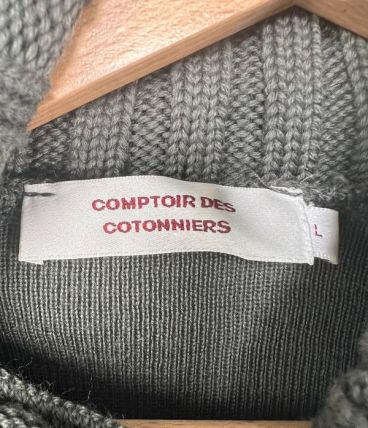 COMPTOIR DES
COTONNIERS
L